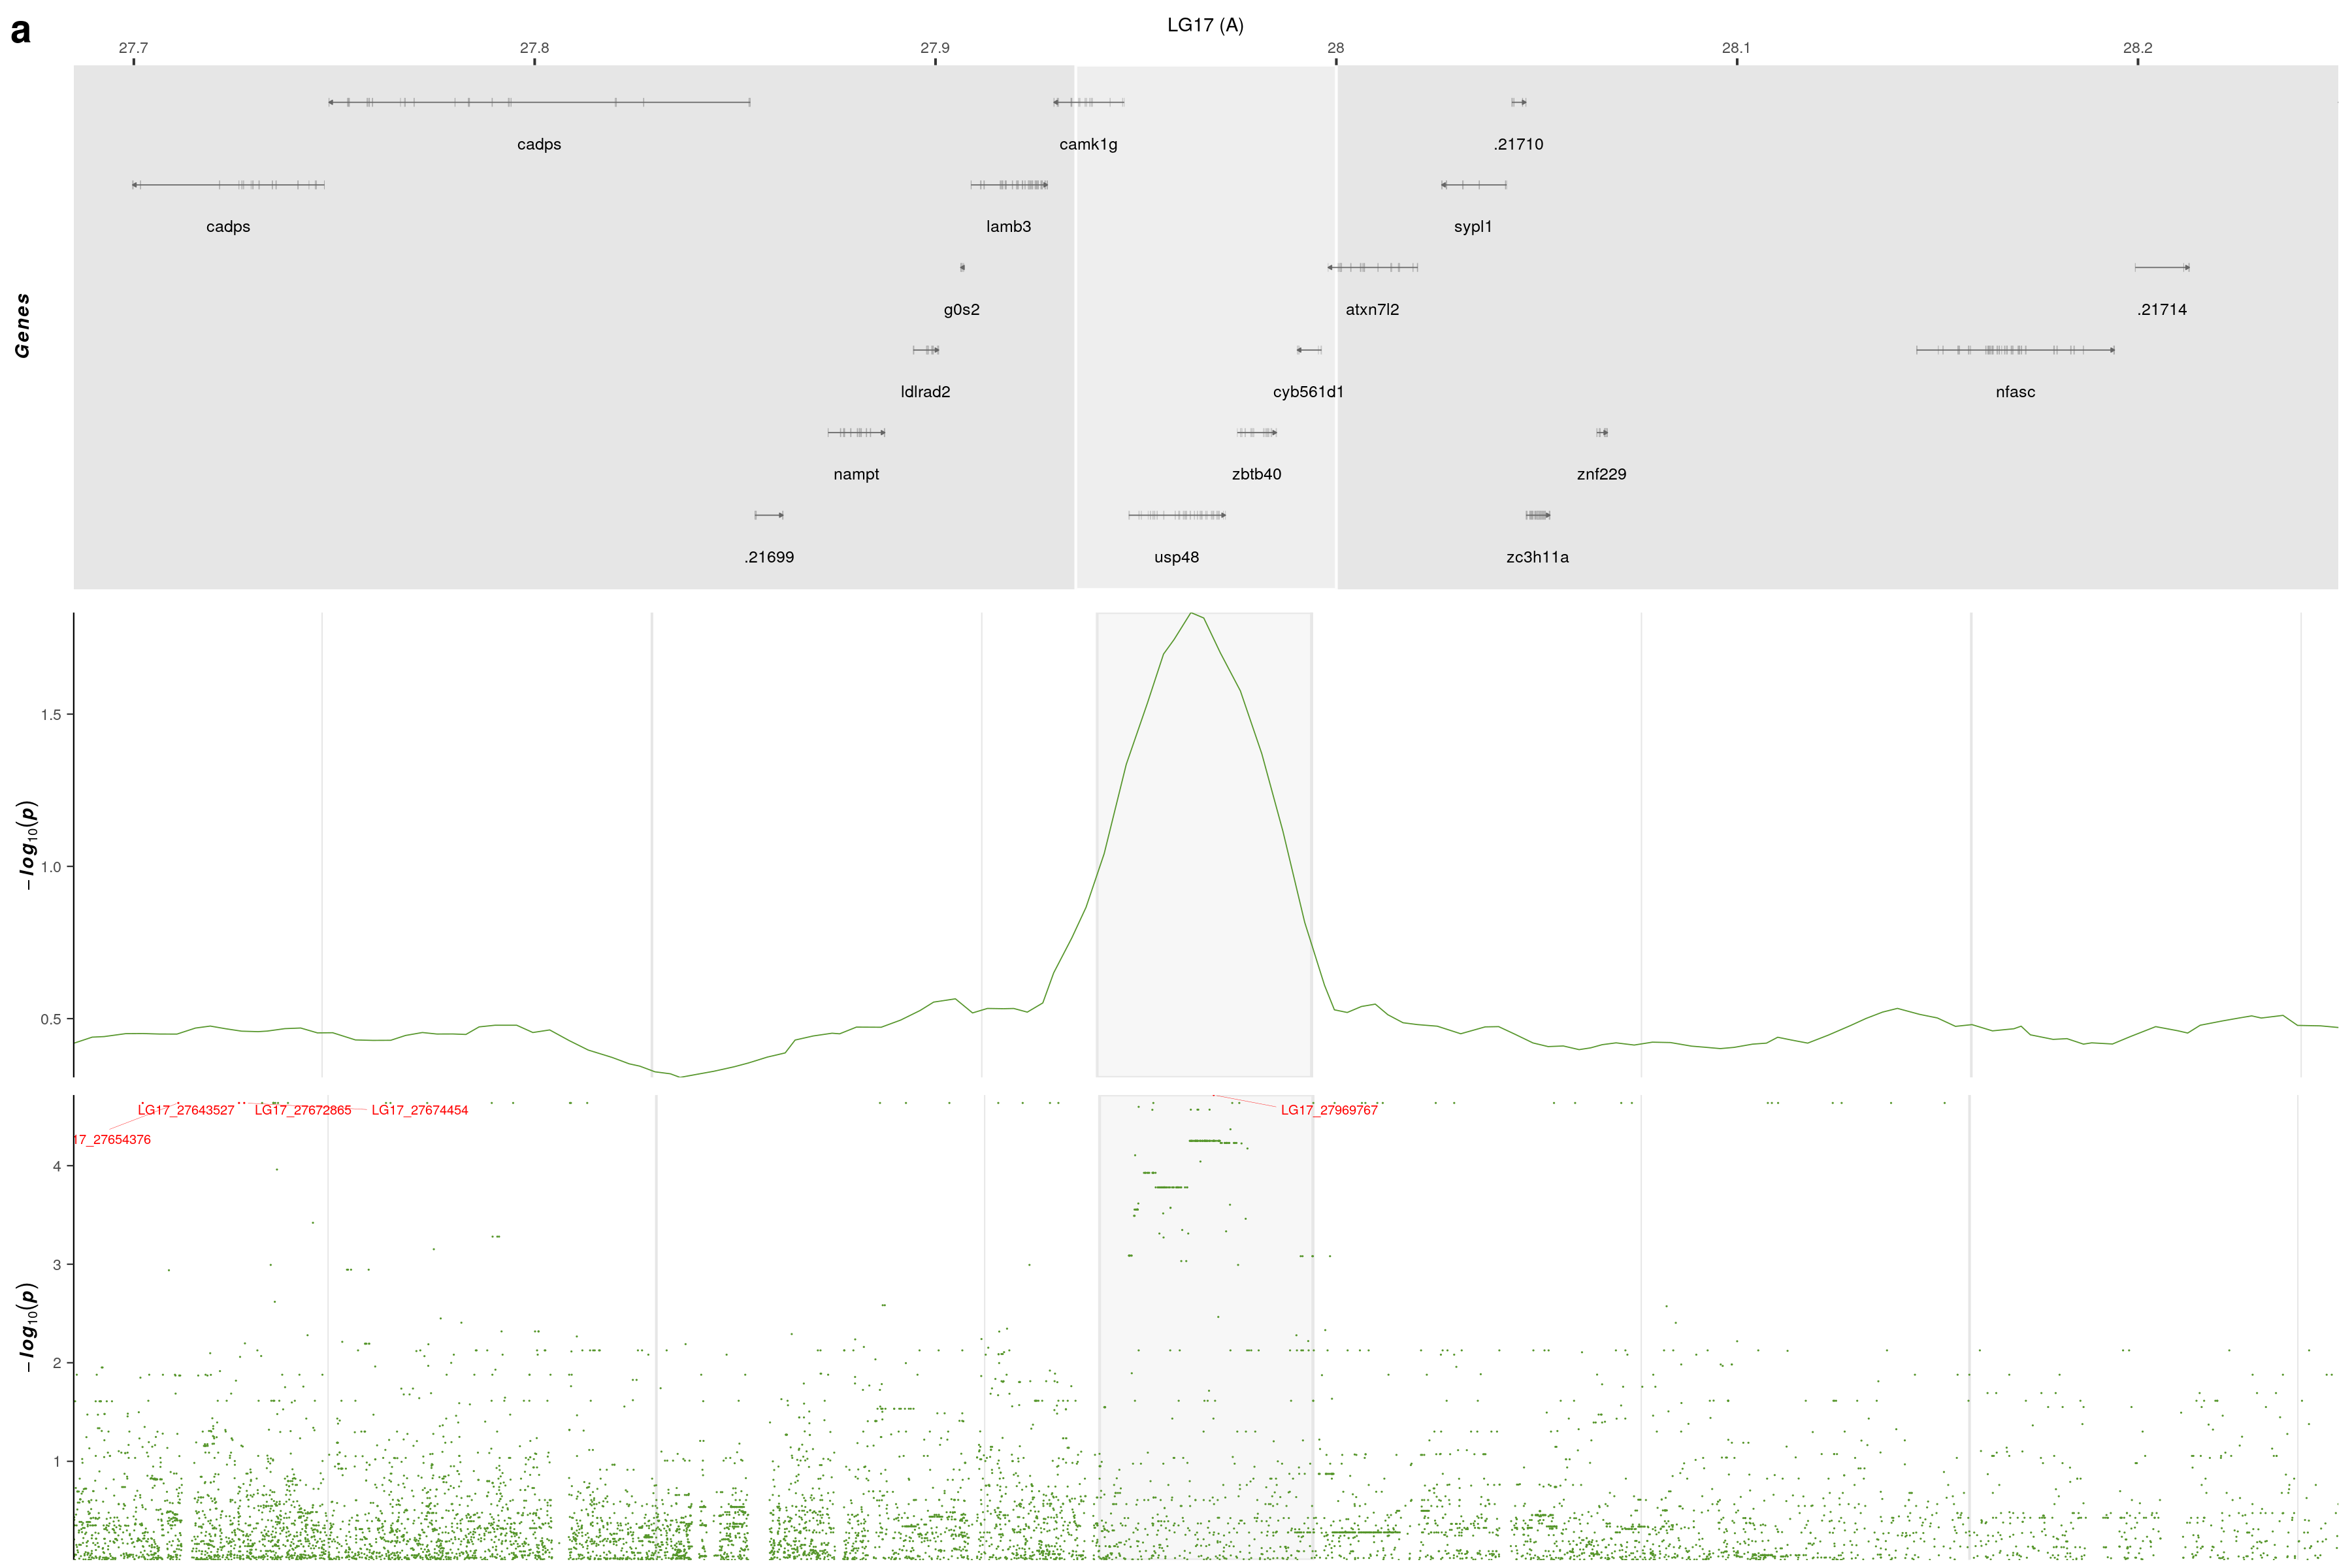 a
LG17 (A)
27.7 27.8 27.9 28 28.1 28.2
Genes
cadps camk1g .21710
cadps lamb3 sypl1
g0s2 atxn7l2 .21714
ldlrad2 cyb561d1 nfasc
nampt zbtb40 znf229
.21699 usp48 zc3h11a
−log10(p)
1.5
1.0
0.5
−log10(p)
LG17_27643527 LG17_27672865 LG17_27674454 LG17_27969767
17_27654376
4
3
2
1